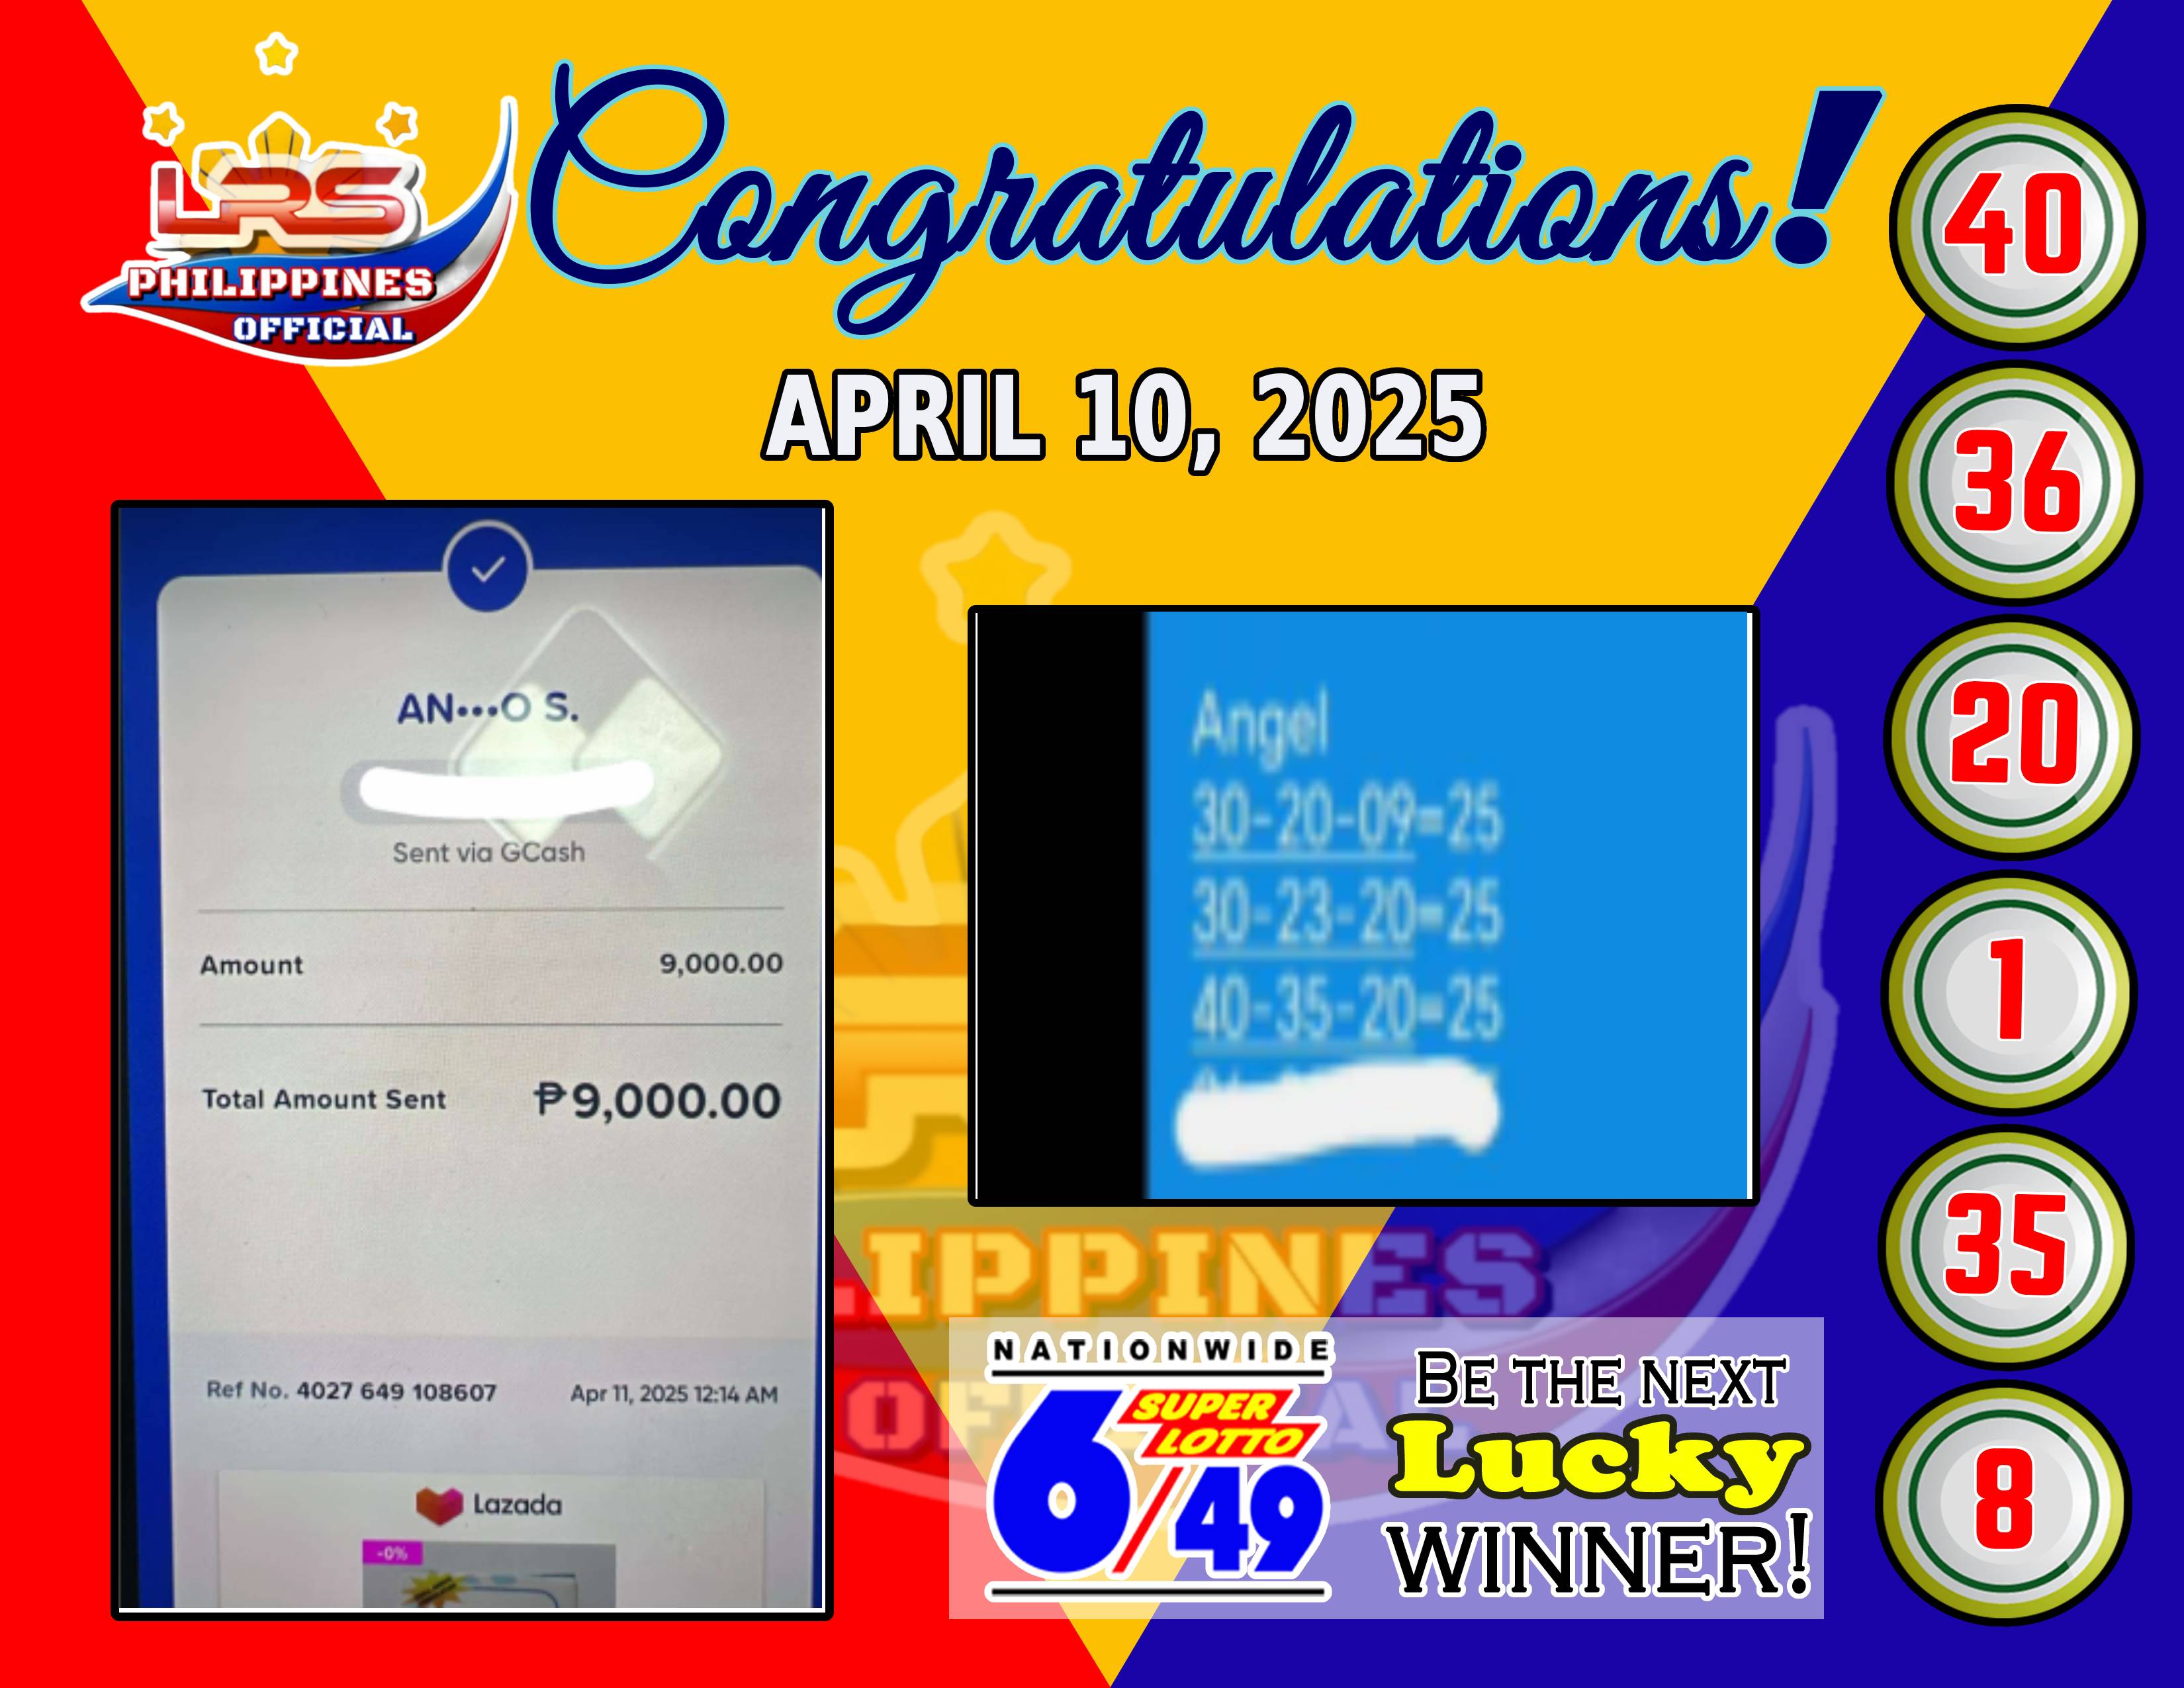 LRS
PHILIPPINES
OFFICIAL
Congratulations!
APRIL 10, 2025
AN•••O S.
Sent via GCash
Amount 9,000.00
Total Amount Sent ₱9,000.00
Ref No. 4027 649 108607 Apr 11, 2025 12:14 AM
Lazada
-0%
Angel
30-20-09=25
30-23-20=25
40-35-20=25
LIPPINES
NATIONWIDE
SUPER
LOTTO
6/49
BE THE NEXT
Lucky
WINNER!
40
36
20
1
35
8